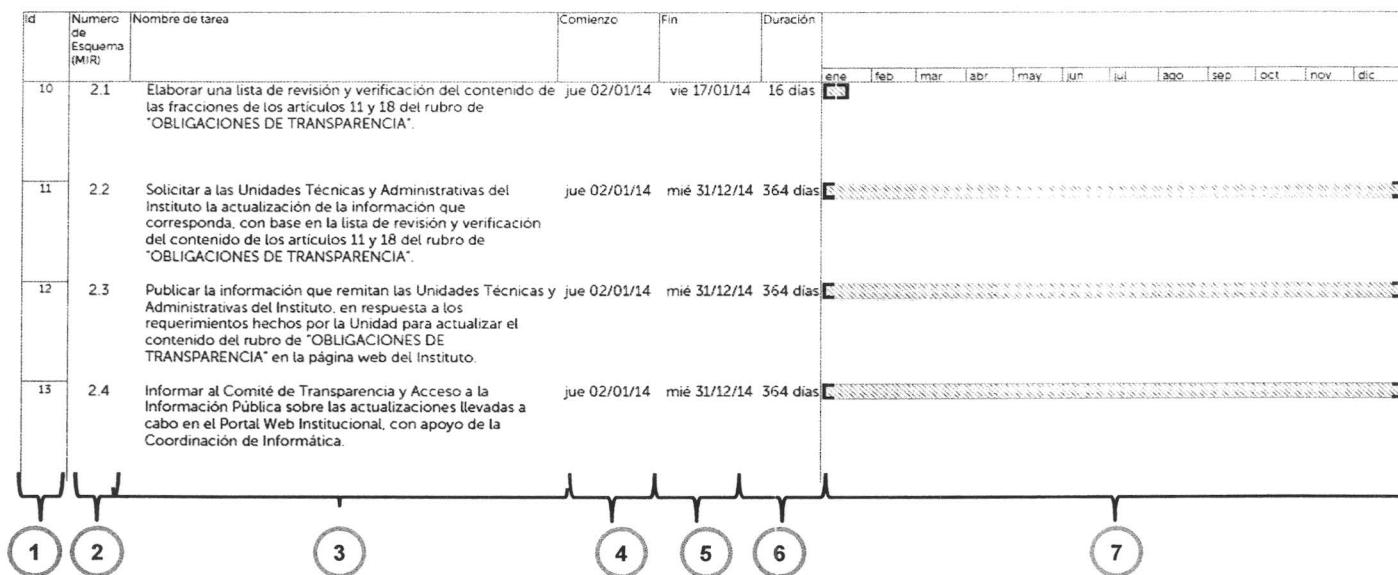 Id Numero de Esquema (MIR) Nombre de tarea Comienzo Fin Duración
ene feb mar abr may jun jul ago sep oct nov dic
10 2.1 Elaborar una lista de revisión y verificación del contenido de jue 02/01/14 vie 17/01/14 16 días
las fracciones de los artículos 11 y 18 del rubro de
"OBLIGACIONES DE TRANSPARENCIA".
11 2.2 Solicitar a las Unidades Técnicas y Administrativas del jue 02/01/14 mié 31/12/14 364 días
Instituto la actualización de la información que
corresponda, con base en la lista de revisión y verificación
del contenido de los artículos 11 y 18 del rubro de
"OBLIGACIONES DE TRANSPARENCIA".
12 2.3 Publicar la información que remitan las Unidades Técnicas y jue 02/01/14 mié 31/12/14 364 días
Administrativas del Instituto, en respuesta a los
requerimientos hechos por la Unidad para actualizar el
contenido del rubro de "OBLIGACIONES DE
TRANSPARENCIA" en la página web del Instituto.
13 2.4 Informar al Comité de Transparencia y Acceso a la jue 02/01/14 mié 31/12/14 364 días
Información Pública sobre las actualizaciones llevadas a
cabo en el Portal Web Institucional, con apoyo de la
Coordinación de Informática.
1 2 3 4 5 6 7